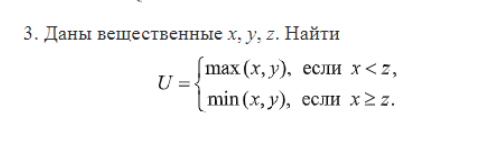 3. Даны вещественные x, y, z. Найти
U = { max (x, y), если x < z,
min (x, y), если x ≥ z.